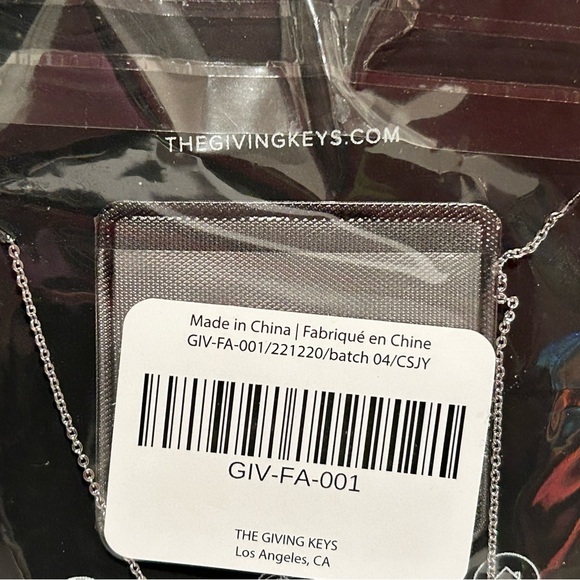 THEGIVINGKEYS.COM
Made in China | Fabriqué en Chine
GIV-FA-001/221220/batch 04/CSJY
GIV-FA-001
THE GIVING KEYS
Los Angeles, CA